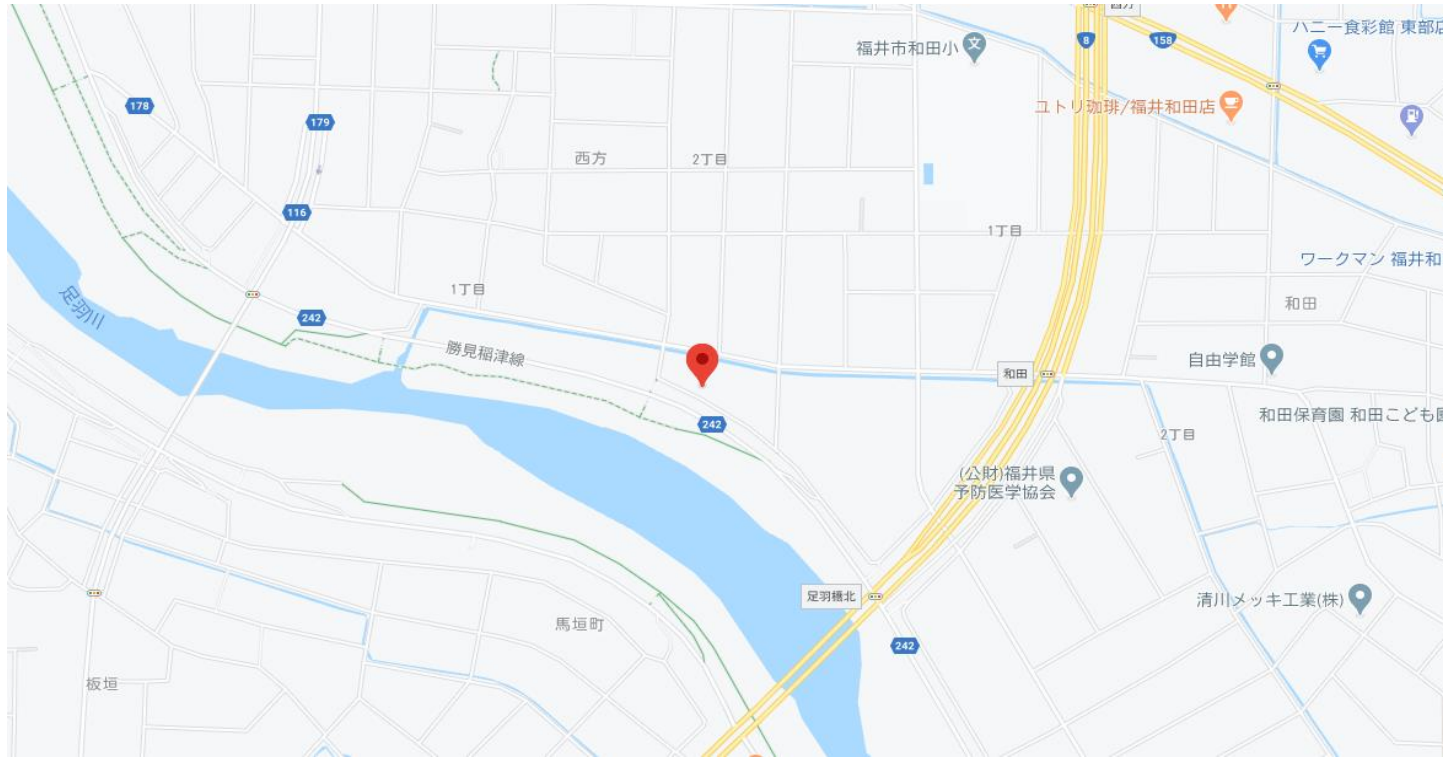 福井市和田小
8
158
ハニー食彩館 東部店
178
179
ユトリ珈琲/福井和田店
西方
2丁目
116
1丁目
ワークマン 福井和
足羽川
1丁目
和田
242
勝見稲津線
自由学館
和田
242
和田保育園 和田こども園
2丁目
(公財)福井県
予防医学協会
足羽橋北
清川メッキ工業(株)
馬垣町
242
板垣